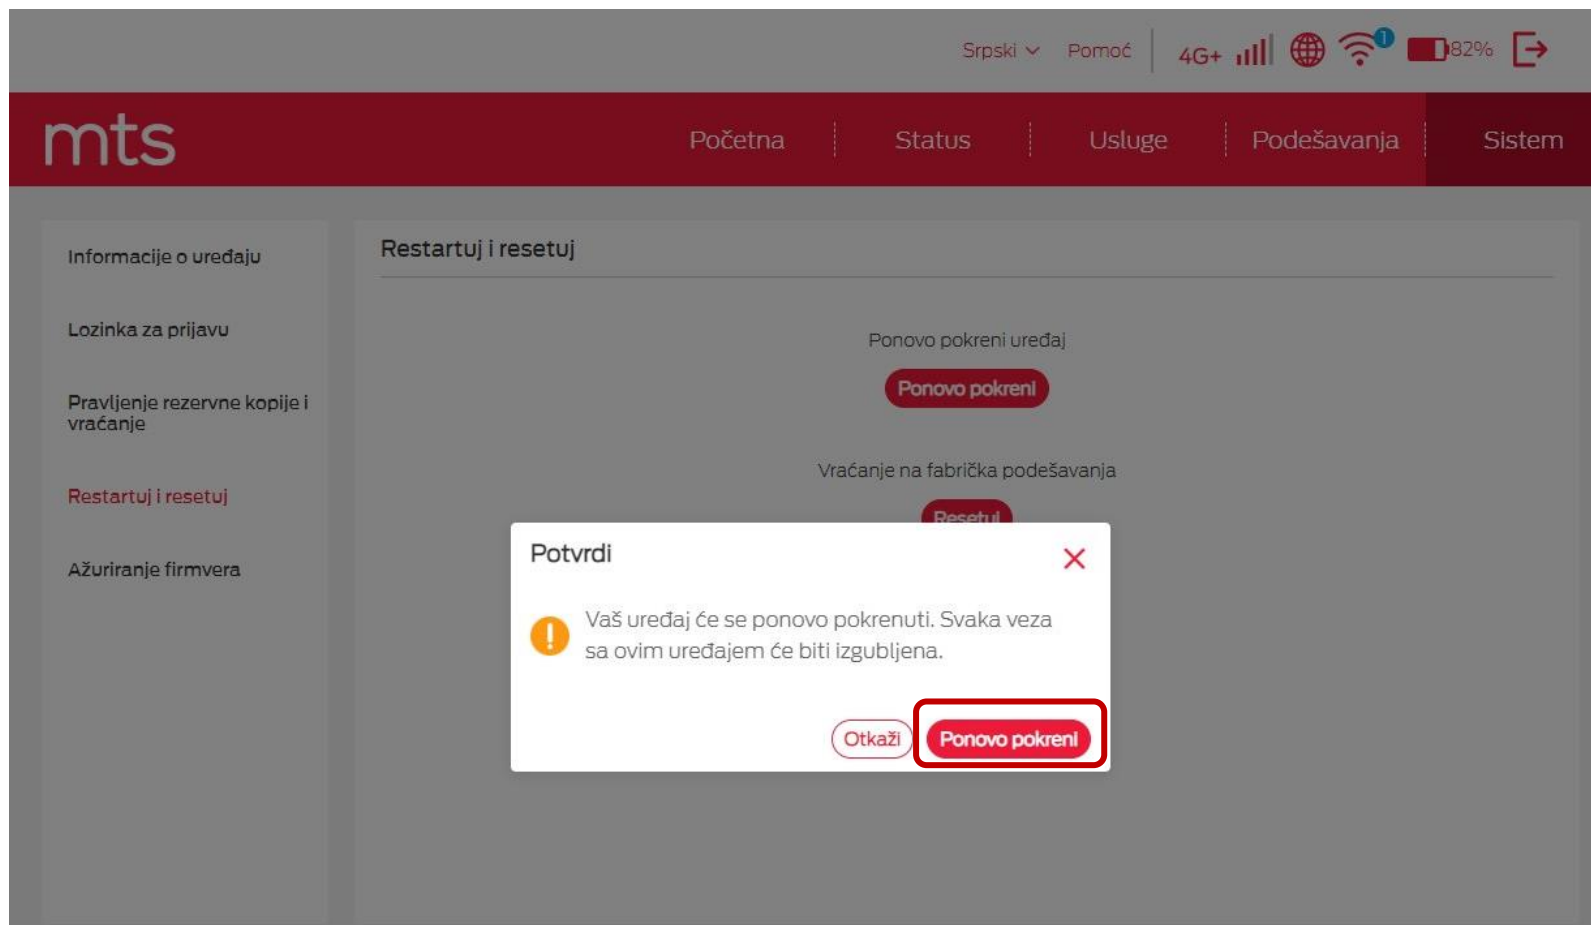 Srpski
Pomoć
4G+
1
82%
mts
Početna
Status
Usluge
Podešavanja
Sistem
Informacije o uređaju
Lozinka za prijavu
Pravljenje rezervne kopije i
vraćanje
Restartuj i resetuj
Ažuriranje firmvera
Restartuj i resetuj
Ponovo pokreni uređaj
Ponovo pokreni
Vraćanje na fabrička podešavanja
Resetuj
Potvrdi
Vaš uređaj će se ponovo pokrenuti. Svaka veza
sa ovim uređajem će biti izgubljena.
Otkaži
Ponovo pokreni